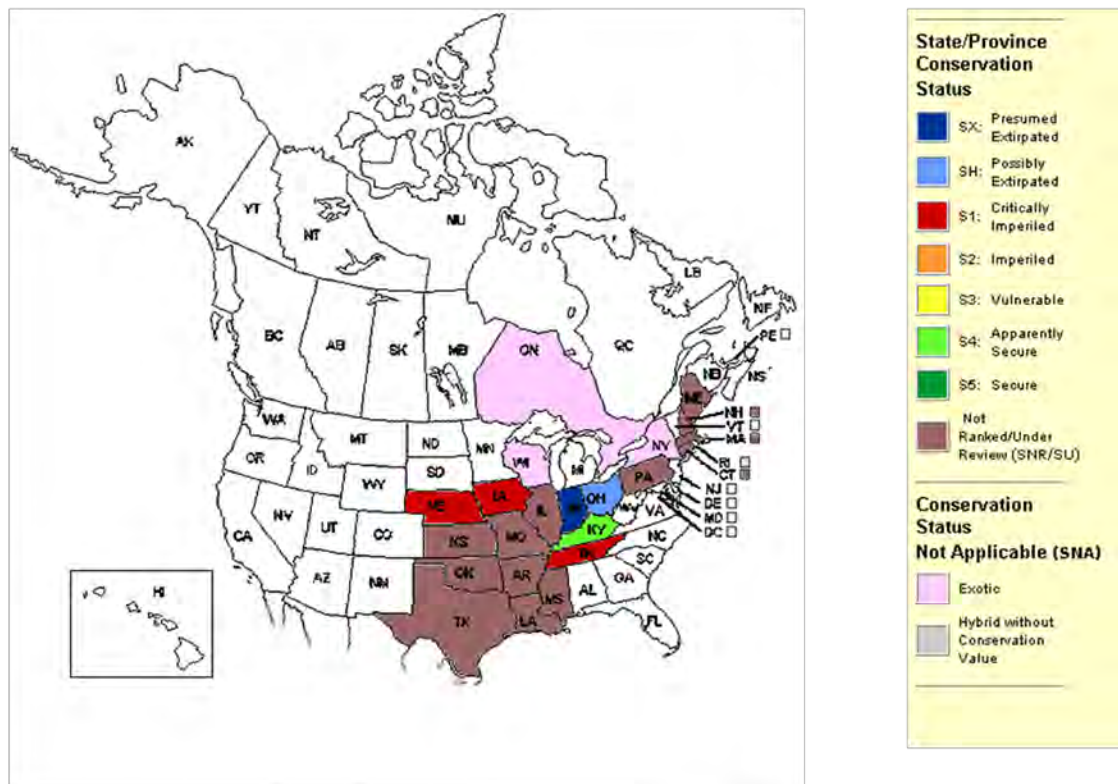 AK
YT
NT
NU
BC
AB
SK
MB
ON
QC
LB
NF
PE
NB
NS
WA
MT
ND
MN
OR
ID
WY
SD
WI
MI
NY
ME
NH
VT
MA
RI
CT
NJ
DE
MD
DC
PA
NV
UT
CO
NE
IA
IL
IN
OH
WV
VA
KY
CA
AZ
NM
KS
MO
TN
NC
OK
AR
SC
TX
LA
MS
AL
GA
FL
HI
State/Province
Conservation
Status
SX: Presumed
Extirpated
SH: Possibly
Extirpated
S1: Critically
Imperiled
S2: Imperiled
S3: Vulnerable
S4: Apparently
Secure
S5: Secure
Not
Ranked/Under
Review (SNR/SU)
Conservation
Status
Not Applicable (SNA)
Exotic
Hybrid without
Conservation
Value